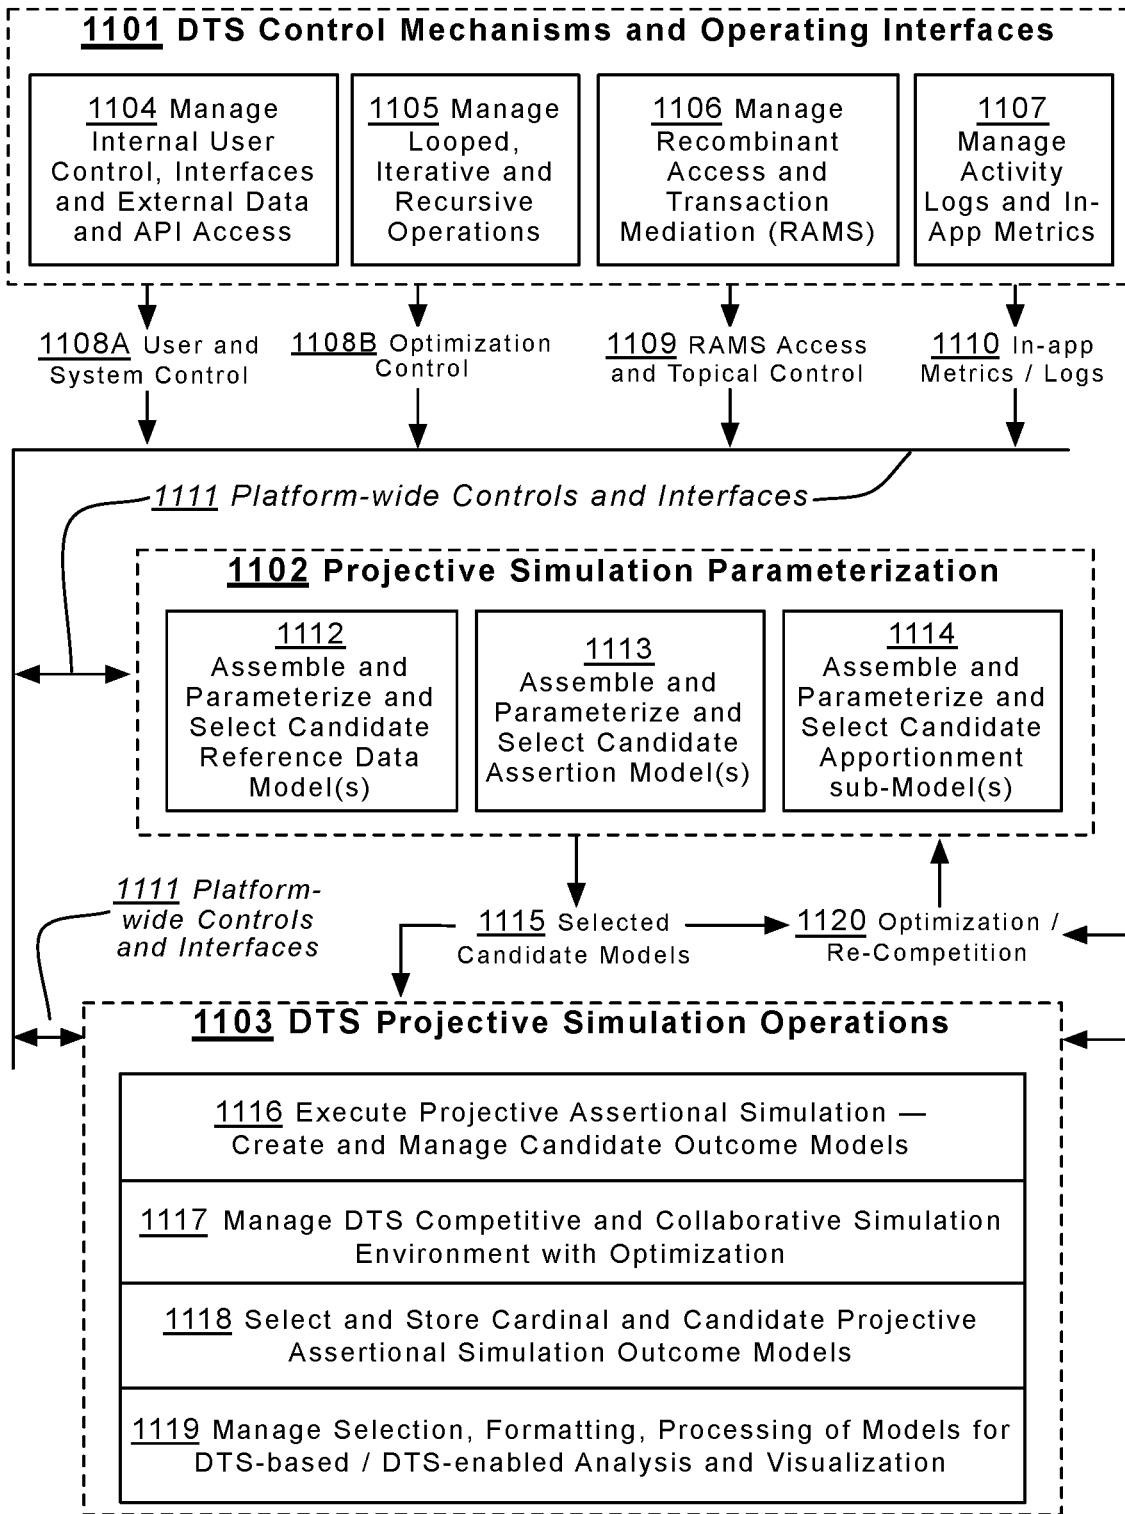 1101 DTS Control Mechanisms and Operating Interfaces
1104 Manage
Internal User
Control, Interfaces
and External Data
and API Access
1105 Manage
Looped,
Iterative and
Recursive
Operations
1106 Manage
Recombinant
Access and
Transaction
Mediation (RAMS)
1107
Manage
Activity
Logs and In-
App Metrics
1108A User and
System Control
1108B Optimization
Control
1109 RAMS Access
and Topical Control
1110 In-app
Metrics / Logs
1111 Platform-wide Controls and Interfaces
1102 Projective Simulation Parameterization
1112
Assemble and
Parameterize and
Select Candidate
Reference Data
Model(s)
1113
Assemble and
Parameterize and
Select Candidate
Assertion Model(s)
1114
Assemble and
Parameterize and
Select Candidate
Apportionment
sub-Model(s)
1111 Platform-
wide Controls
and Interfaces
1115 Selected
Candidate Models
1120 Optimization /
Re-Competition
1103 DTS Projective Simulation Operations
1116 Execute Projective Assertional Simulation —
Create and Manage Candidate Outcome Models
1117 Manage DTS Competitive and Collaborative Simulation
Environment with Optimization
1118 Select and Store Cardinal and Candidate Projective
Assertional Simulation Outcome Models
1119 Manage Selection, Formatting, Processing of Models for
DTS-based / DTS-enabled Analysis and Visualization